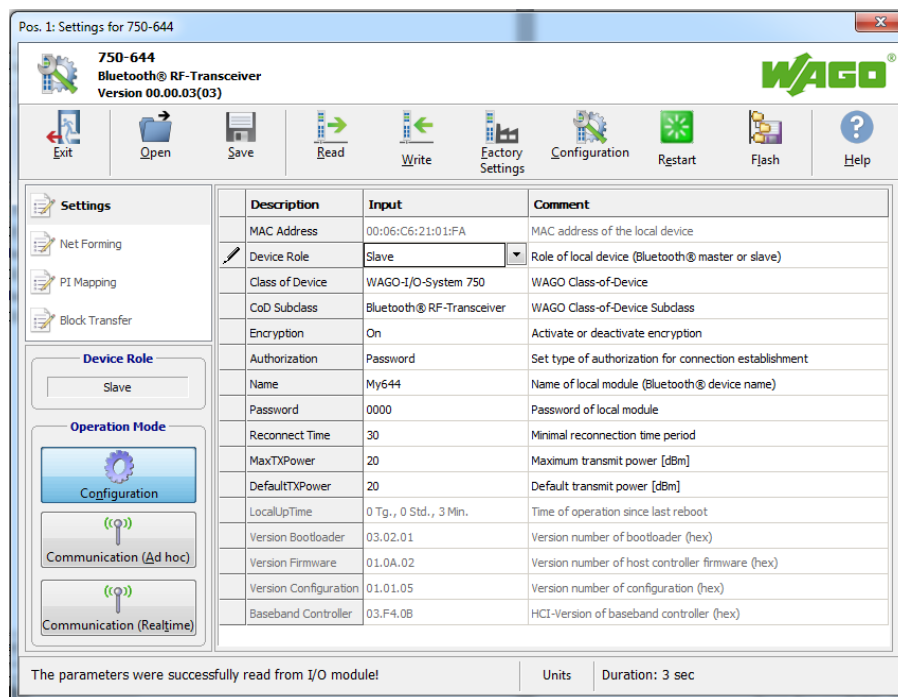 Pos. 1: Settings for 750-644
x
750-644
Bluetooth® RF-Transceiver
Version 00.00.03(03)
WAGO®
Exit
Open
Save
Read
Write
Factory
Settings
Configuration
Restart
Flash
? Help
Settings
Net Forming
PI Mapping
Block Transfer
Device Role
Slave
Operation Mode
Configuration
Communication (Ad hoc)
Communication (Realtime)
Description Input Comment
MAC Address 00:06:C6:21:01:FA MAC address of the local device
Device Role Slave Role of local device (Bluetooth® master or slave)
Class of Device WAGO-I/O-System 750 WAGO Class-of-Device
CoD Subclass Bluetooth® RF-Transceiver WAGO Class-of-Device Subclass
Encryption On Activate or deactivate encryption
Authorization Password Set type of authorization for connection establishment
Name My644 Name of local module (Bluetooth® device name)
Password 0000 Password of local module
Reconnect Time 30 Minimal reconnection time period
MaxTXPower 20 Maximum transmit power [dBm]
DefaultTXPower 20 Default transmit power [dBm]
LocalUpTime 0 Tg., 0 Std., 3 Min. Time of operation since last reboot
Version Bootloader 03.02.01 Version number of bootloader (hex)
Version Firmware 01.0A.02 Version number of host controller firmware (hex)
Version Configuration 01.01.05 Version number of configuration (hex)
Baseband Controller 03.F4.0B HCI-Version of baseband controller (hex)
The parameters were successfully read from I/O module! Units Duration: 3 sec